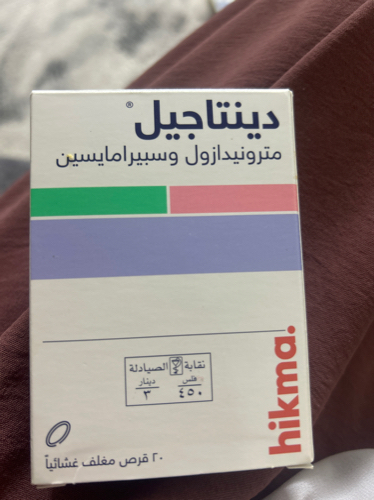 دينتاجيل®
مترونيدازول وسبيرامايسين
نقابة الصيادلة
فلس دينار
٤٥٠ ٣
hikma.
٢٠ قرص مغلف غشائياً